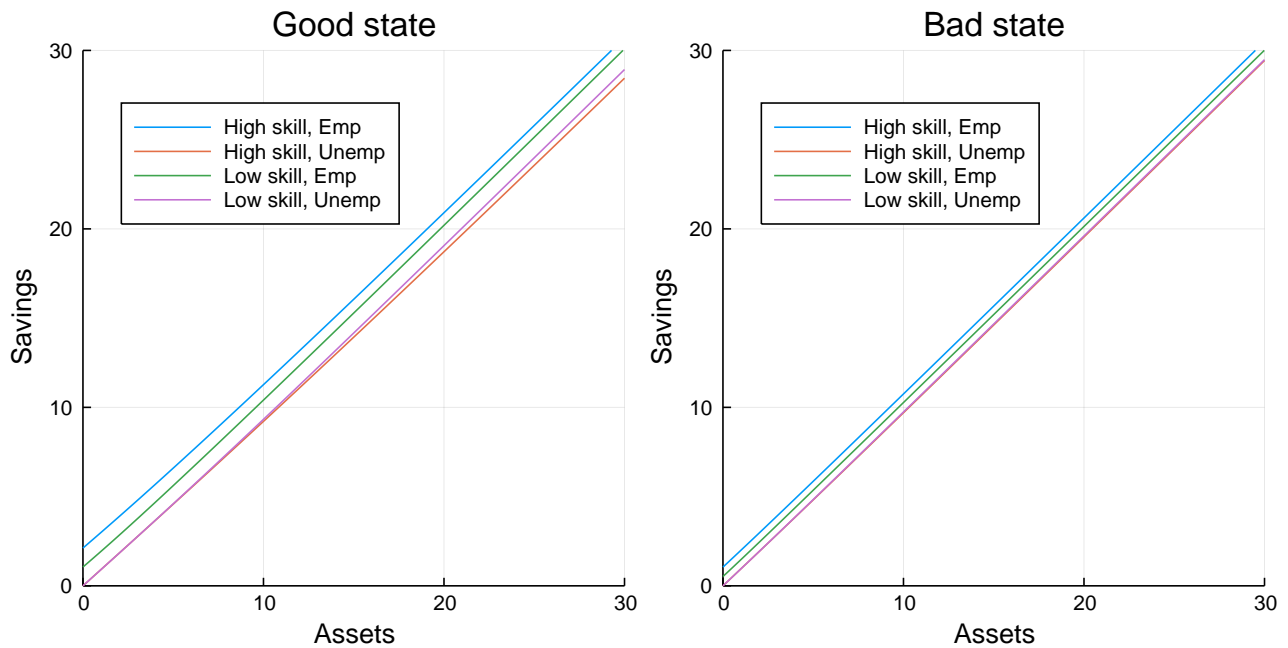 Good state
30
20
10
0
Savings
High skill, Emp
High skill, Unemp
Low skill, Emp
Low skill, Unemp
0
10
20
30
Assets
Bad state
30
20
10
0
Savings
High skill, Emp
High skill, Unemp
Low skill, Emp
Low skill, Unemp
0
10
20
30
Assets